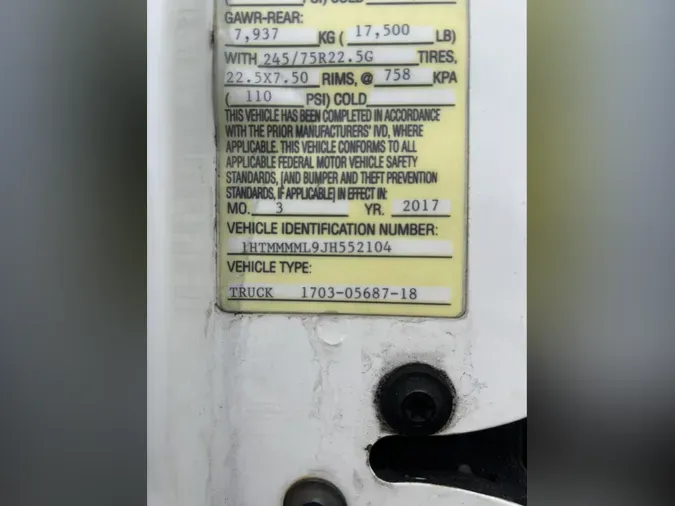 PSI) COLD
GAWR-REAR:
7,937 KG ( 17,500 LB)
WITH 245/75R22.5G TIRES,
22.5X7.50 RIMS, @ 758 KPA
( 110 PSI) COLD
THIS VEHICLE HAS BEEN COMPLETED IN ACCORDANCE
WITH THE PRIOR MANUFACTURERS' IVD, WHERE
APPLICABLE. THIS VEHICLE CONFORMS TO ALL
APPLICABLE FEDERAL MOTOR VEHICLE SAFETY
STANDARDS, [AND BUMPER AND THEFT PREVENTION
STANDARDS, IF APPLICABLE] IN EFFECT IN:
MO. 3 YR. 2017
VEHICLE IDENTIFICATION NUMBER:
1HTMMMML9JH552104
VEHICLE TYPE:
TRUCK 1703-05687-18